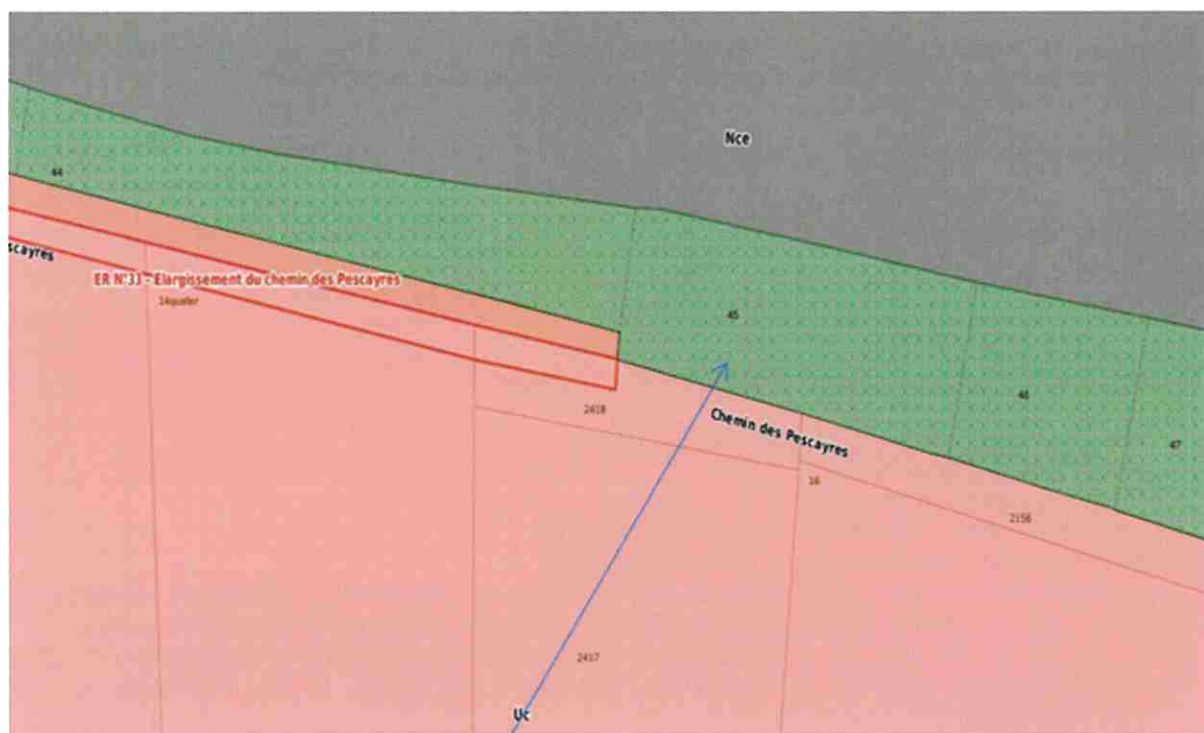 Nce
44
scayres
ER N°33 - Elargissement du chemin des Pescayres
14quater
45
46
47
2418
Chemin des Pescayres
16
2156
2417
Uc